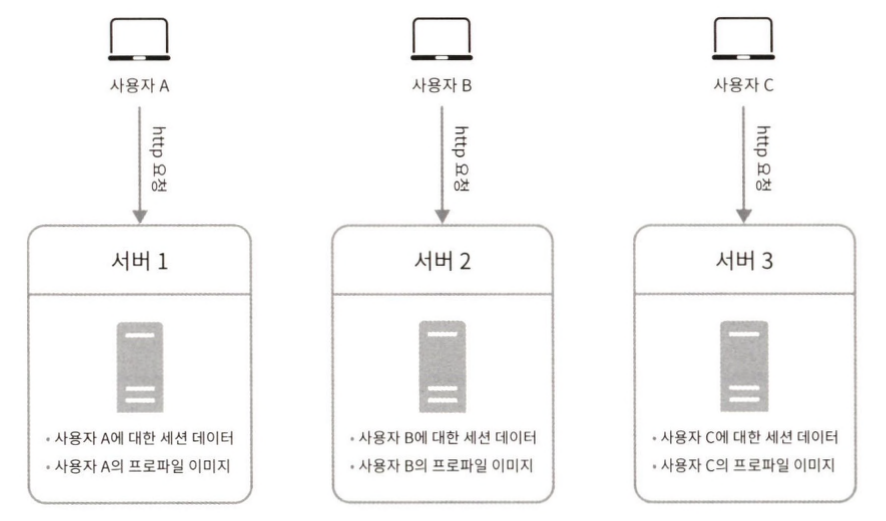 사용자 A
사용자 B
사용자 C
http 요청
http 요청
http 요청
서버 1
서버 2
서버 3
• 사용자 A에 대한 세션 데이터
• 사용자 A의 프로파일 이미지
• 사용자 B에 대한 세션 데이터
• 사용자 B의 프로파일 이미지
• 사용자 C에 대한 세션 데이터
• 사용자 C의 프로파일 이미지